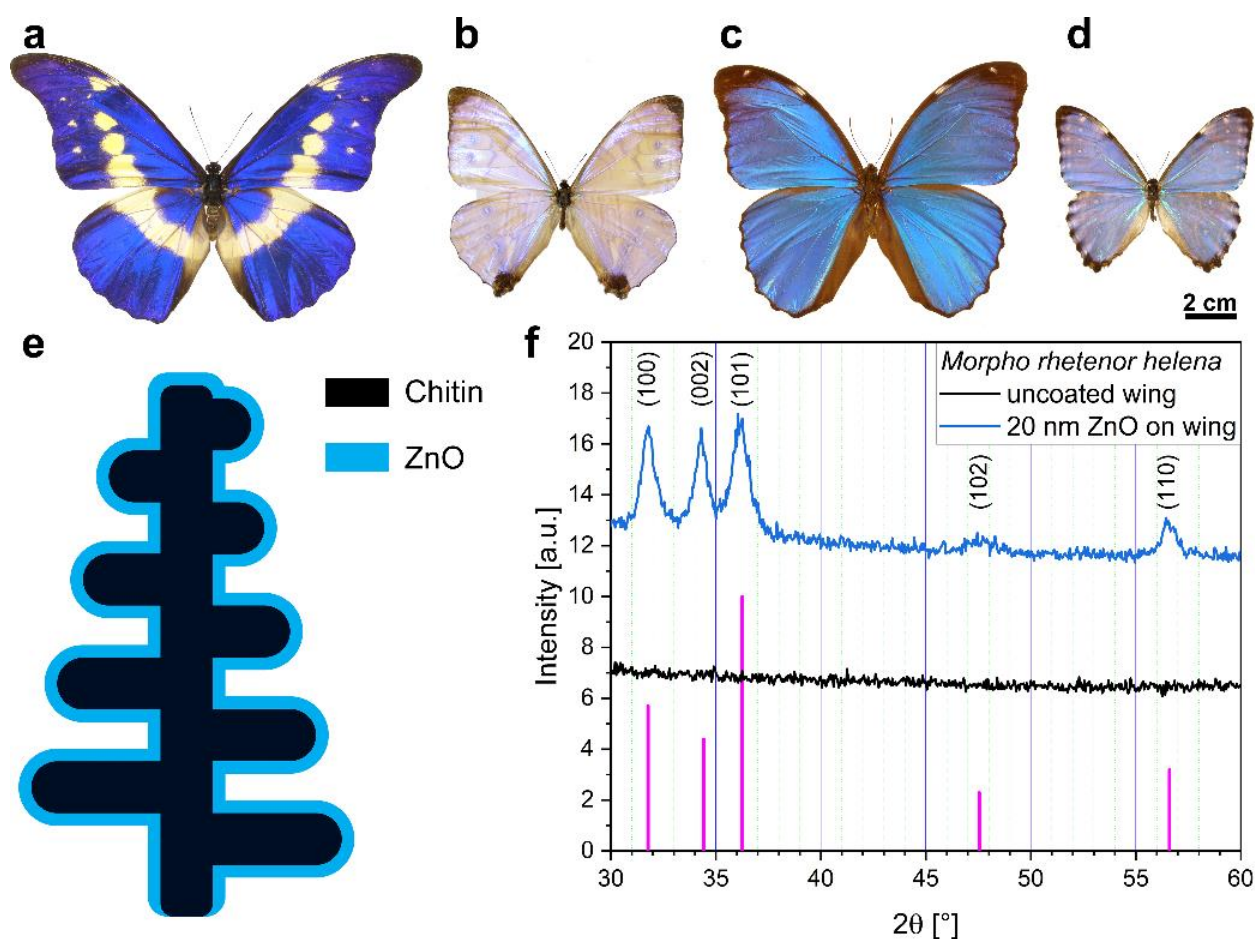 a
b
c
d
2 cm
e
Chitin
ZnO
f
Morpho rhetenor helena
uncoated wing
20 nm ZnO on wing
(100)
(002)
(101)
(102)
(110)
Intensity [a.u.]
20
18
16
14
12
10
8
6
4
2
0
30
35
40
45
50
55
60
2θ [°]